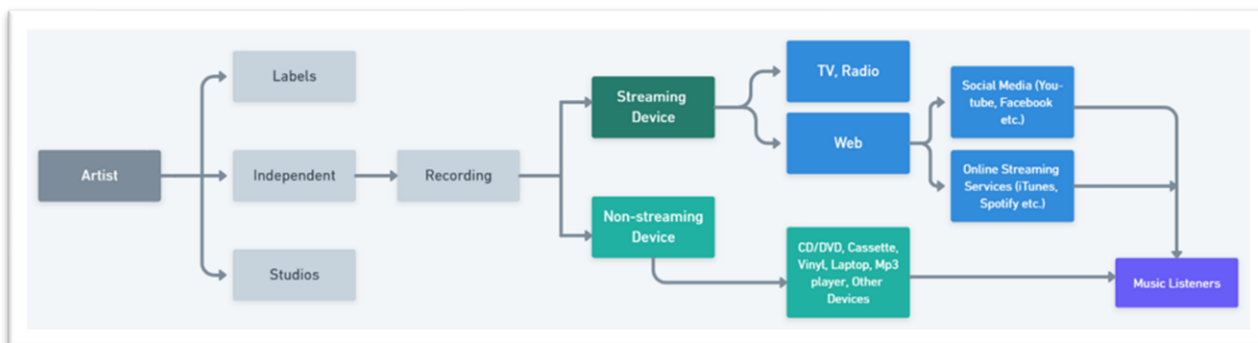 Artist
Labels
Independent
Studios
Recording
Streaming
Device
Non-streaming
Device
TV, Radio
Web
CD/DVD, Cassette,
Vinyl, Laptop, Mp3
player, Other
Devices
Social Media (You-
tube, Facebook
etc.)
Online Streaming
Services (iTunes,
Spotify etc.)
Music Listeners